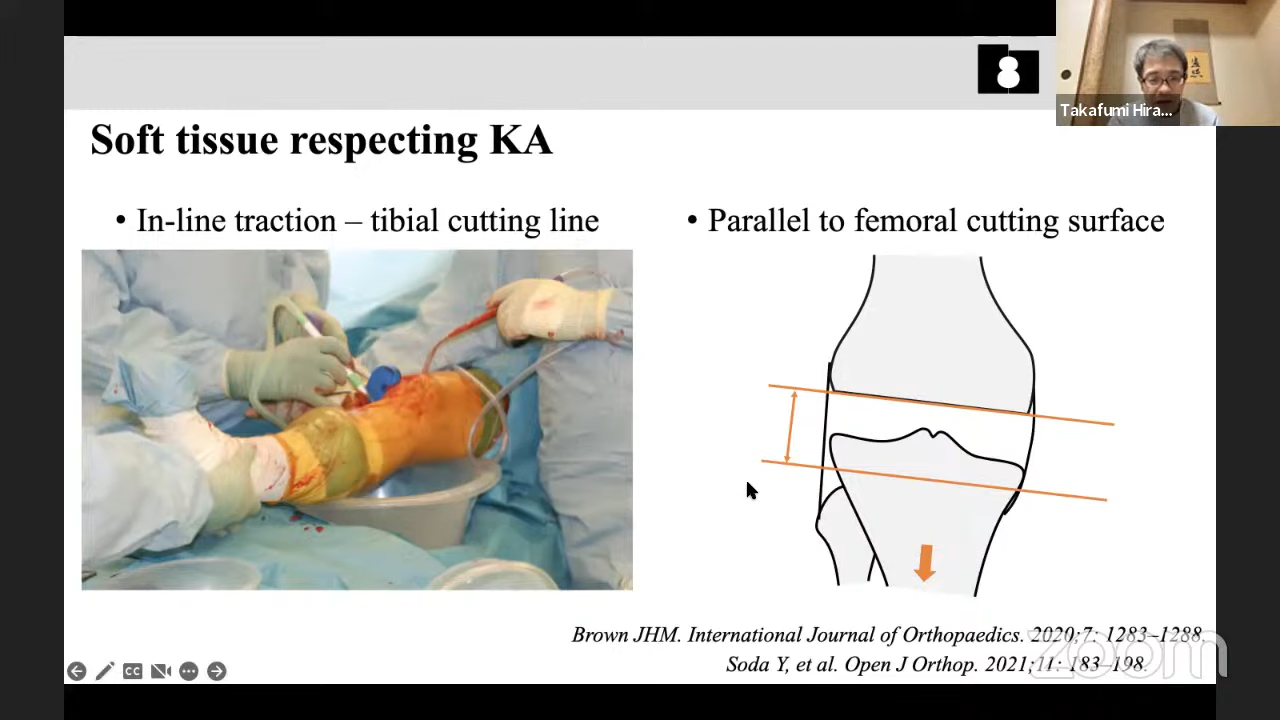 Takafumi Hira...
Soft tissue respecting KA
• In-line traction – tibial cutting line
• Parallel to femoral cutting surface
Brown JHM. International Journal of Orthopaedics. 2020;7: 1283–1288.
Soda Y, et al. Open J Orthop. 2021;11: 183–198.
CC
zoom